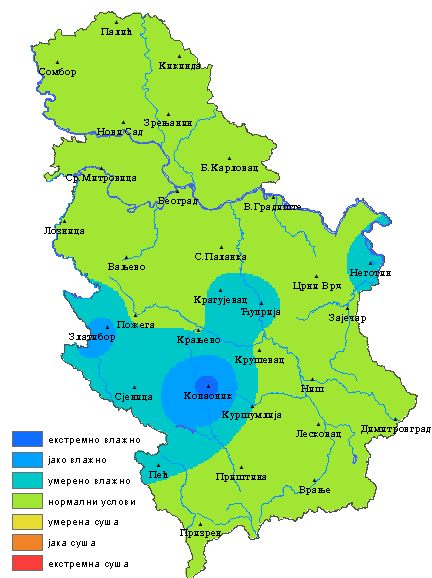 Палић
Сомбор
Кикинда
Зрењанин
Нови Сад
Б.Карловац
Ср.Митровица
Београд
В.Градиште
Лозница
С.Паланка
Ваљево
Неготин
Црни Врх
Крагујевац
Ћуприја
Зајечар
Пожега
Златибор
Краљево
Крушевац
Ниш
Сјеница
Копаоник
Куршумлија
Димитровград
Лесковац
Пећ
Приштина
Врање
Призрен
екстремно влажно
јако влажно
умерено влажно
нормални услови
умерена суша
јака суша
екстремна суша